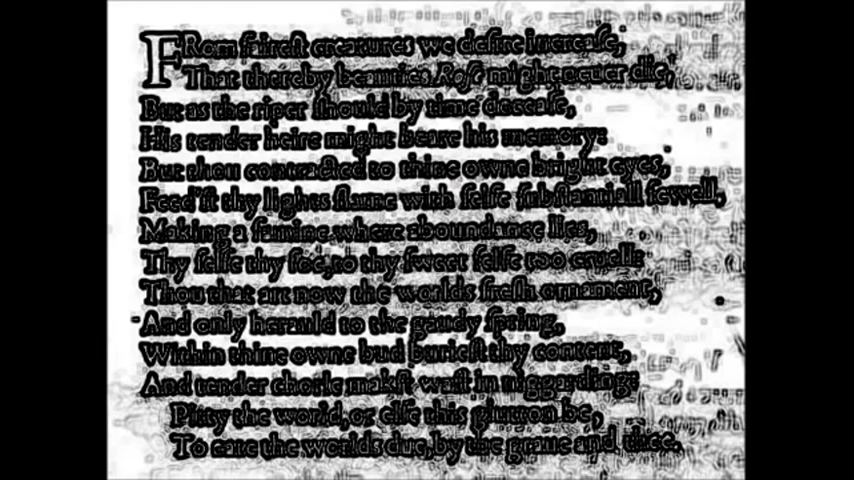 FRom faireſt creatures we deſire increaſe,
That thereby beauties Roſe might neuer die,
But as the riper ſhould by time deceaſe,
His tender heire might beare his memory:
But thou contracted to thine owne bright eyes,
Feed'ſt thy lights flame with ſelfe ſubſtantiall fewell,
Making a famine where aboundance lies,
Thy ſelfe thy foe, to thy ſweet ſelfe too cruell:
Thou that art now the worlds freſh ornament,
And only herauld to the gaudy ſpring,
Within thine owne bud burieſt thy content,
And tender chorle makſt waſt in niggarding:
Pitty the world, or elſe this glutton be,
To eate the worlds due, by the graue and thee.